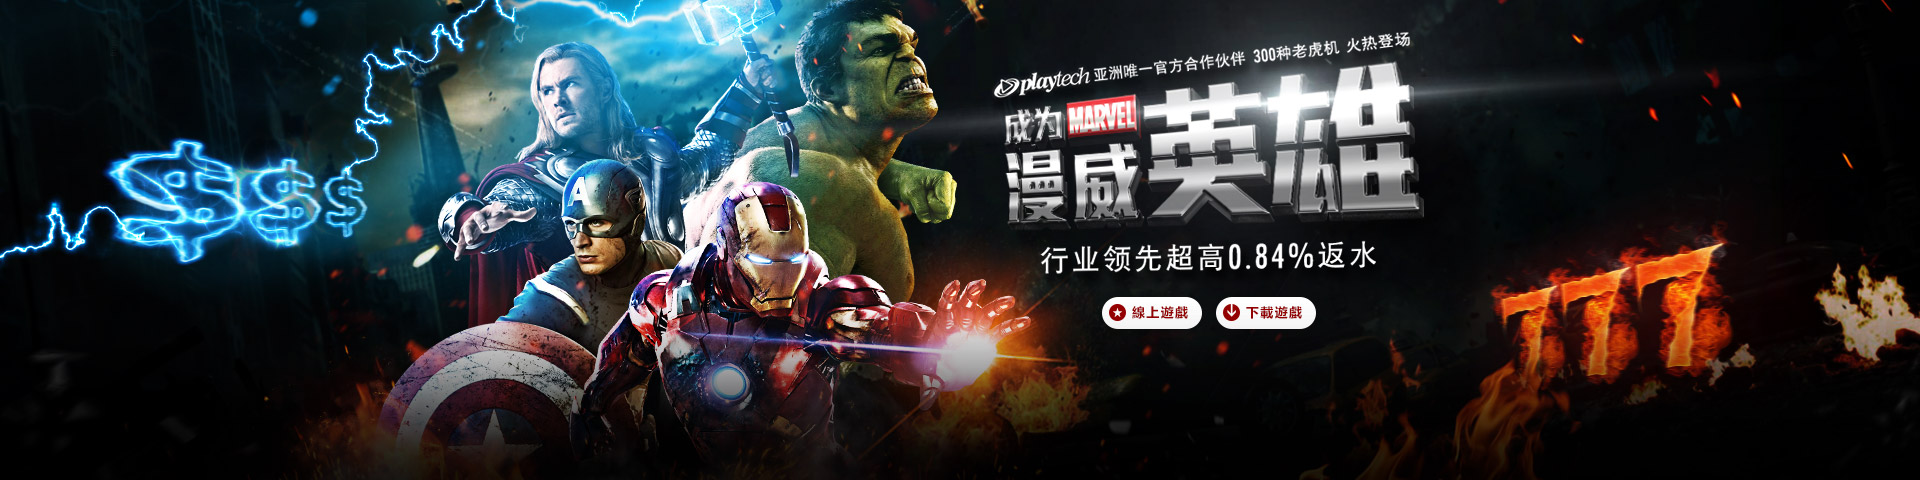 $$$
A
playtech 亚洲唯一官方合作伙伴 300种老虎机 火热登场
成为 MARVEL
漫威英雄
行业领先超高0.84%返水
線上遊戲 下載遊戲
777